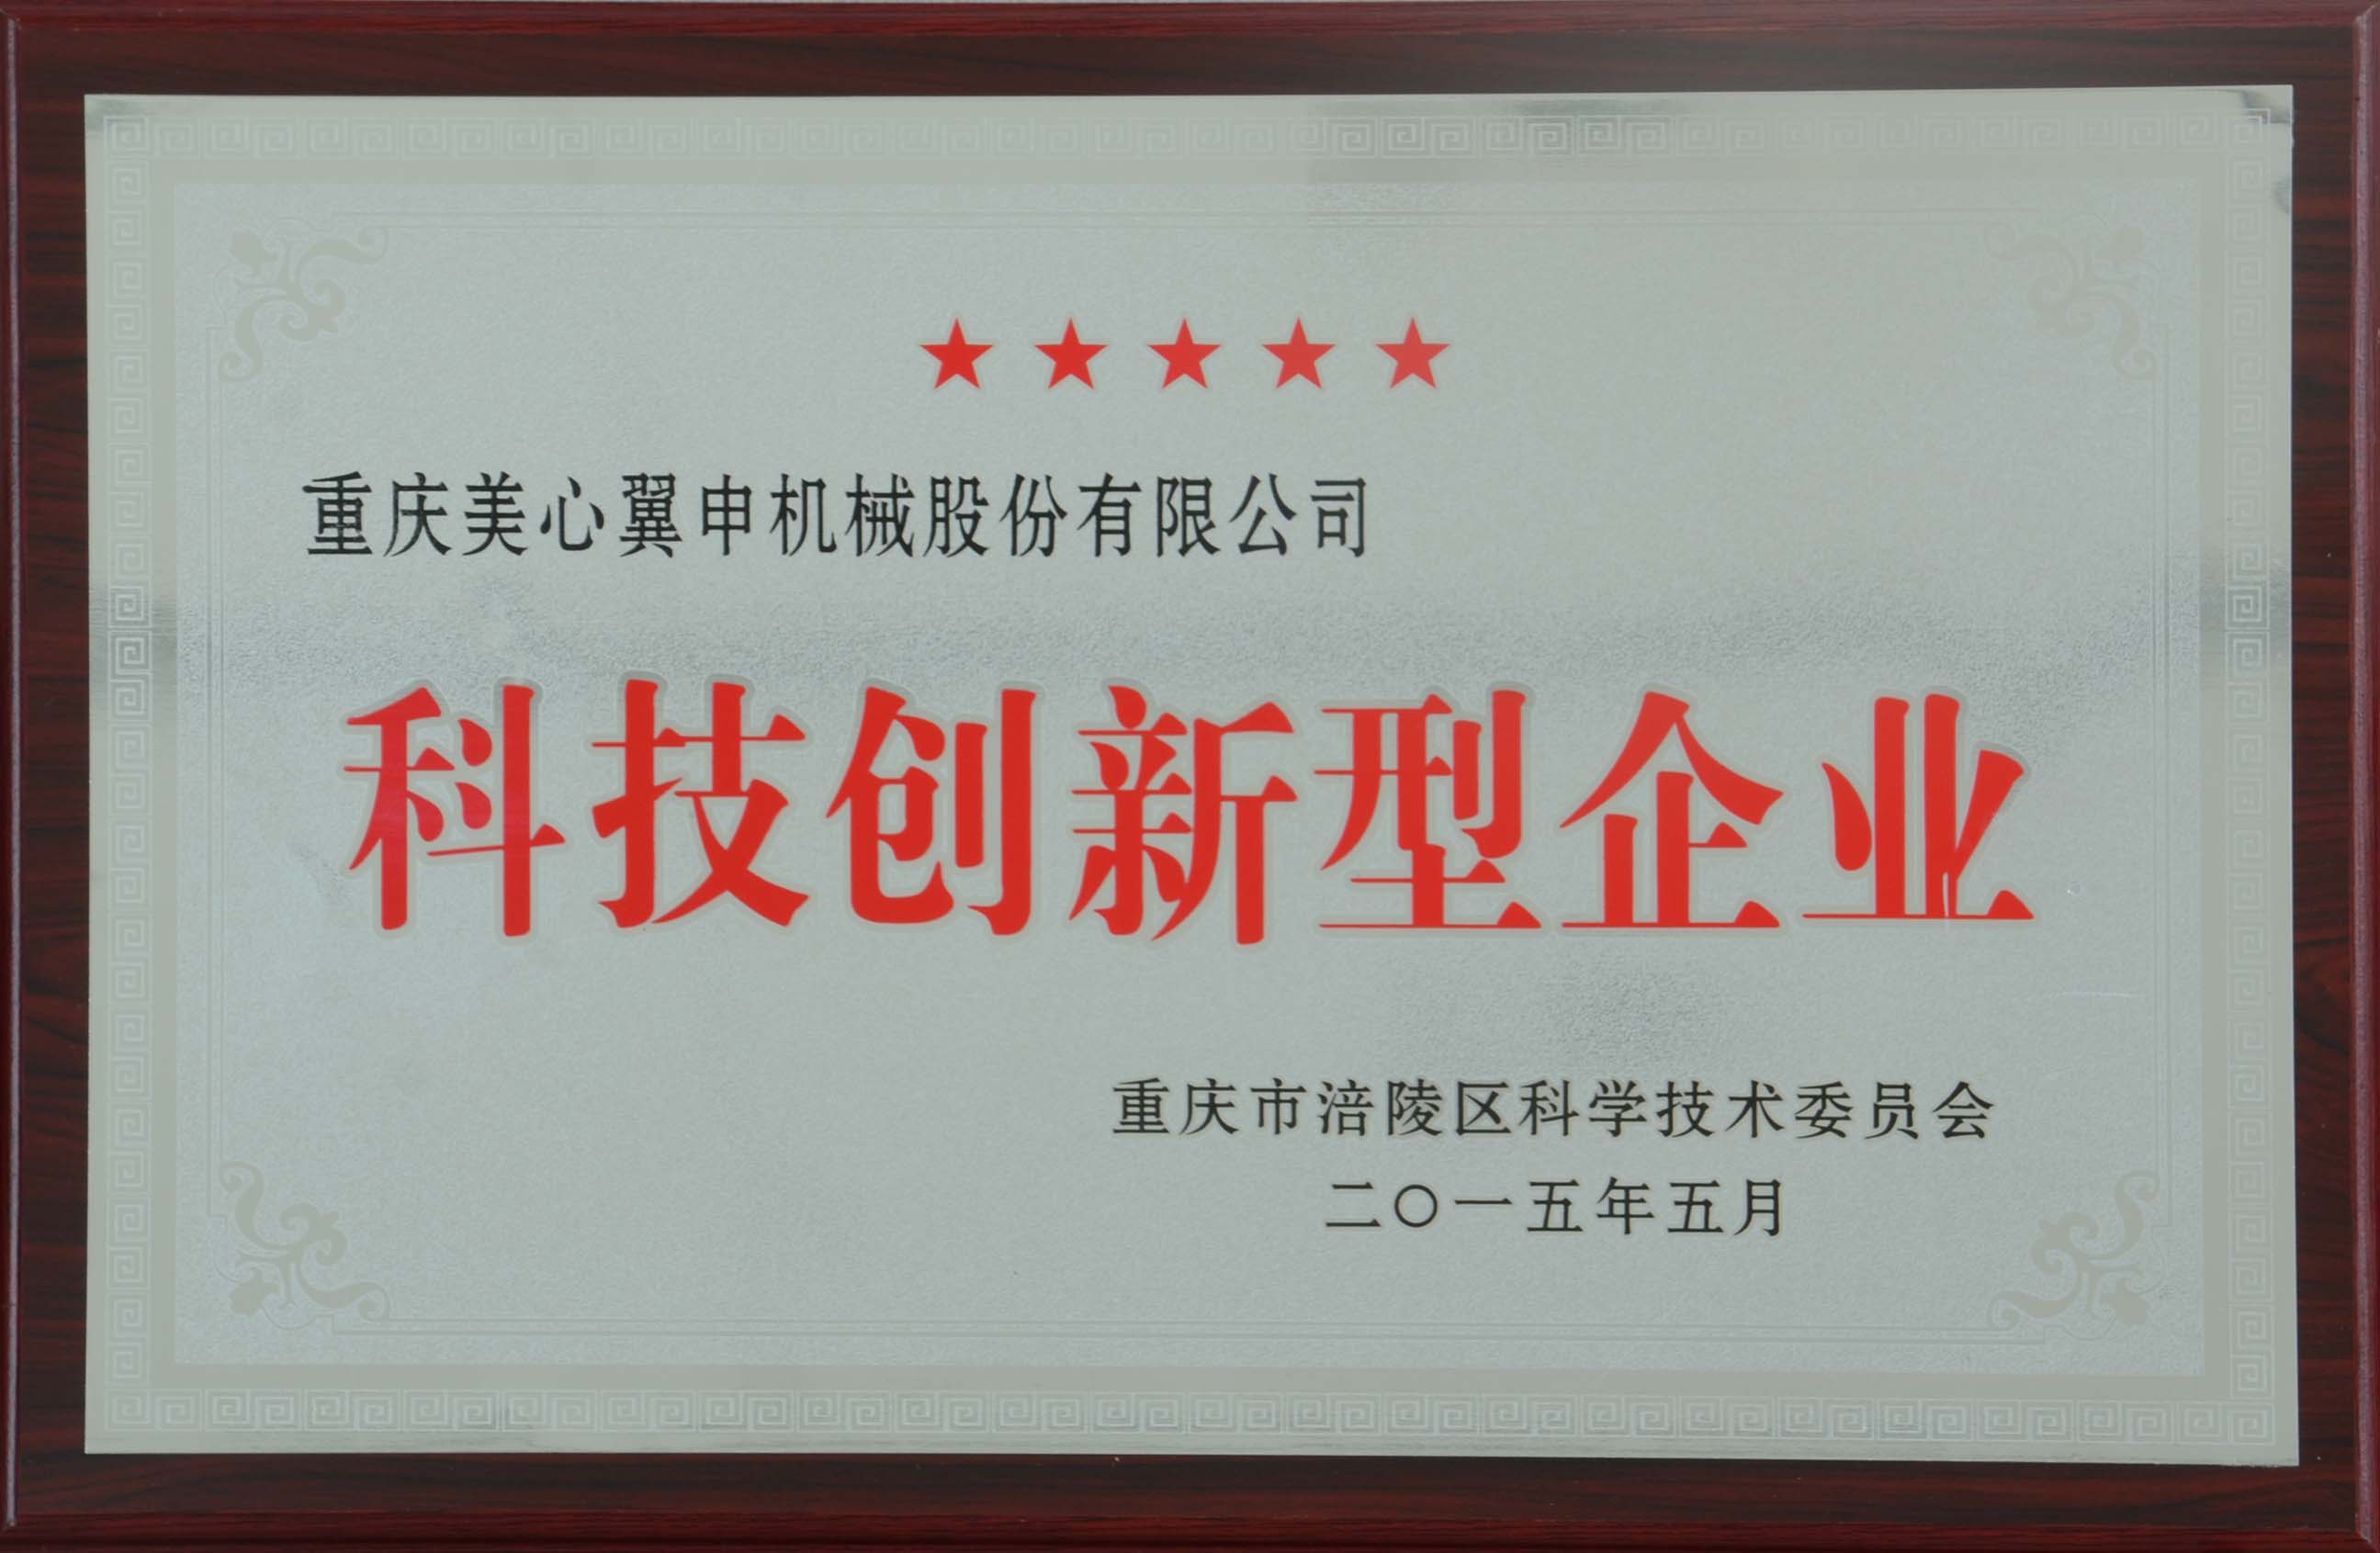 重庆美心翼申机械股份有限公司
科技创新型企业
重庆市涪陵区科学技术委员会
二〇一五年五月